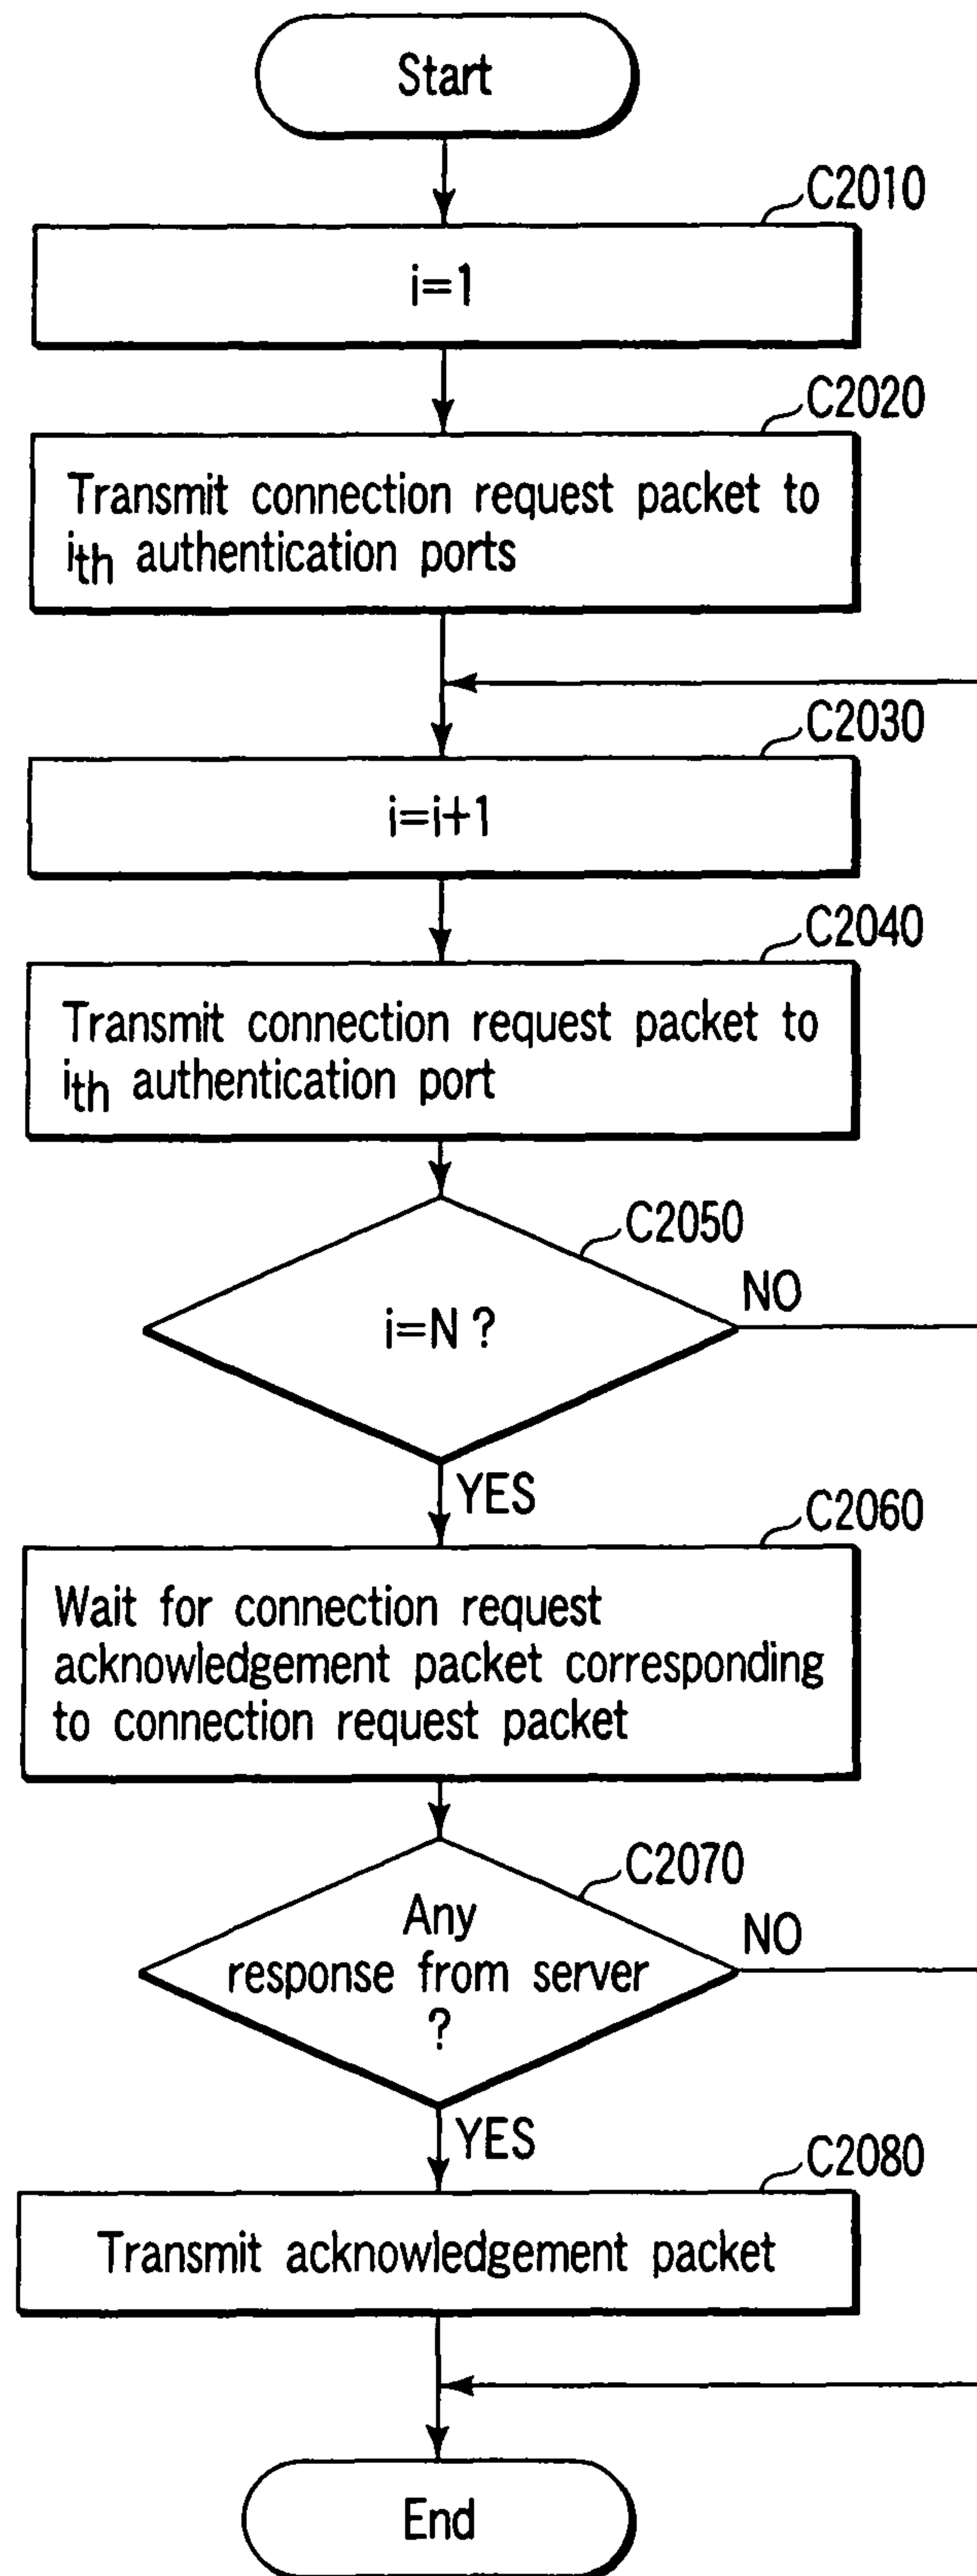 Start
C2010
i=1
C2020
Transmit connection request packet to
ith authentication ports
C2030
i=i+1
C2040
Transmit connection request packet to
ith authentication port
C2050
i=N ?
NO
YES
C2060
Wait for connection request
acknowledgement packet corresponding
to connection request packet
C2070
Any
response from server
?
NO
YES
C2080
Transmit acknowledgement packet
End